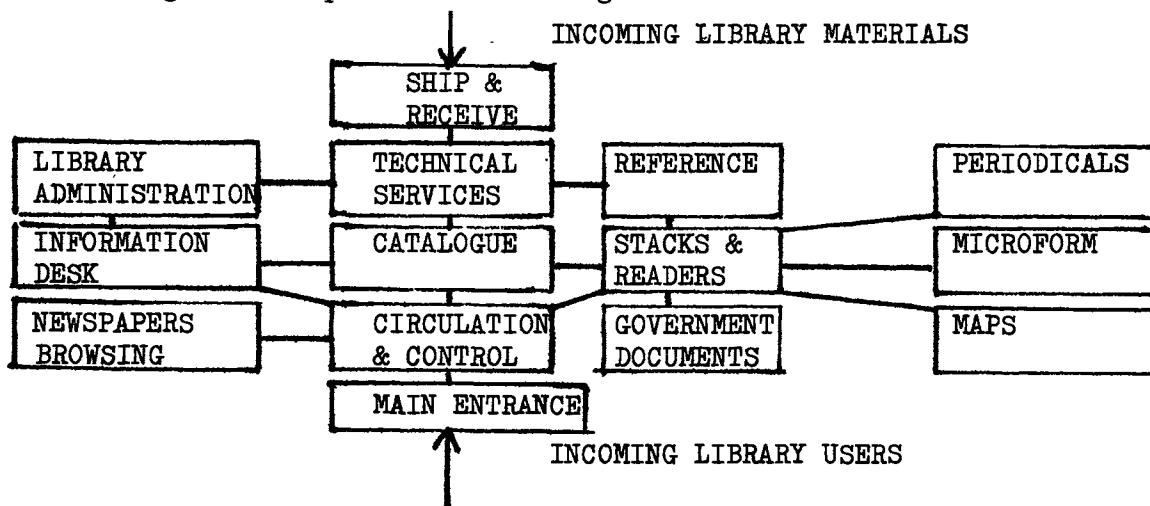 INCOMING LIBRARY MATERIALS
SHIP &
RECEIVE
LIBRARY
ADMINISTRATION
TECHNICAL
SERVICES
REFERENCE
PERIODICALS
INFORMATION
DESK
CATALOGUE
STACKS &
READERS
MICROFORM
NEWSPAPERS
BROWSING
CIRCULATION
& CONTROL
GOVERNMENT
DOCUMENTS
MAPS
MAIN ENTRANCE
INCOMING LIBRARY USERS